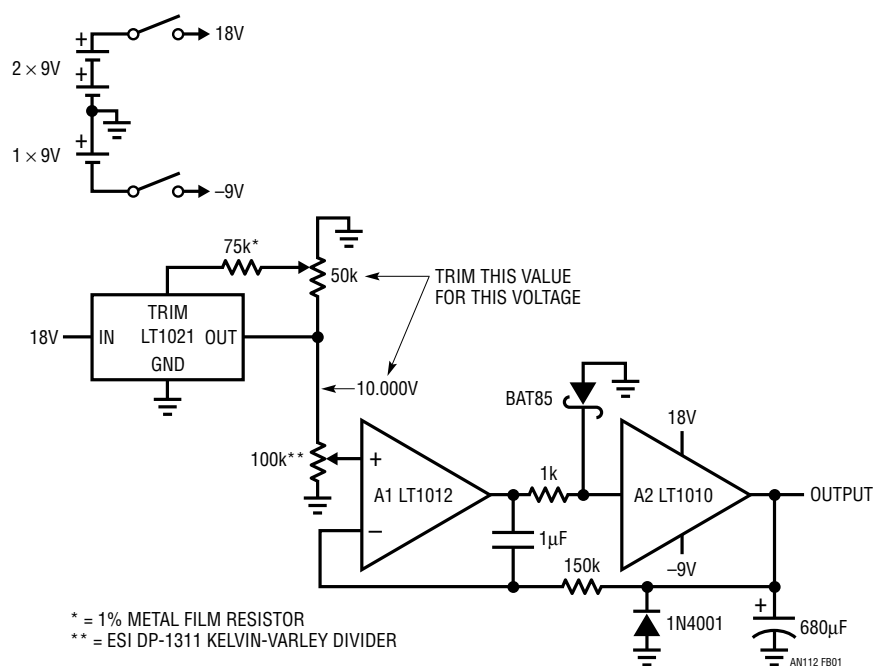 +
18V
2 × 9V
+
+
1 × 9V
–9V
75k*
50k
TRIM THIS VALUE
FOR THIS VOLTAGE
TRIM
18V
IN
LT1021
OUT
GND
10.000V
BAT85
18V
100k**
+
A1 LT1012
–
1k
A2 LT1010
OUTPUT
1µF
150k
–9V
+
1N4001
680µF
* = 1% METAL FILM RESISTOR
** = ESI DP-1311 KELVIN-VARLEY DIVIDER
AN112 FB01